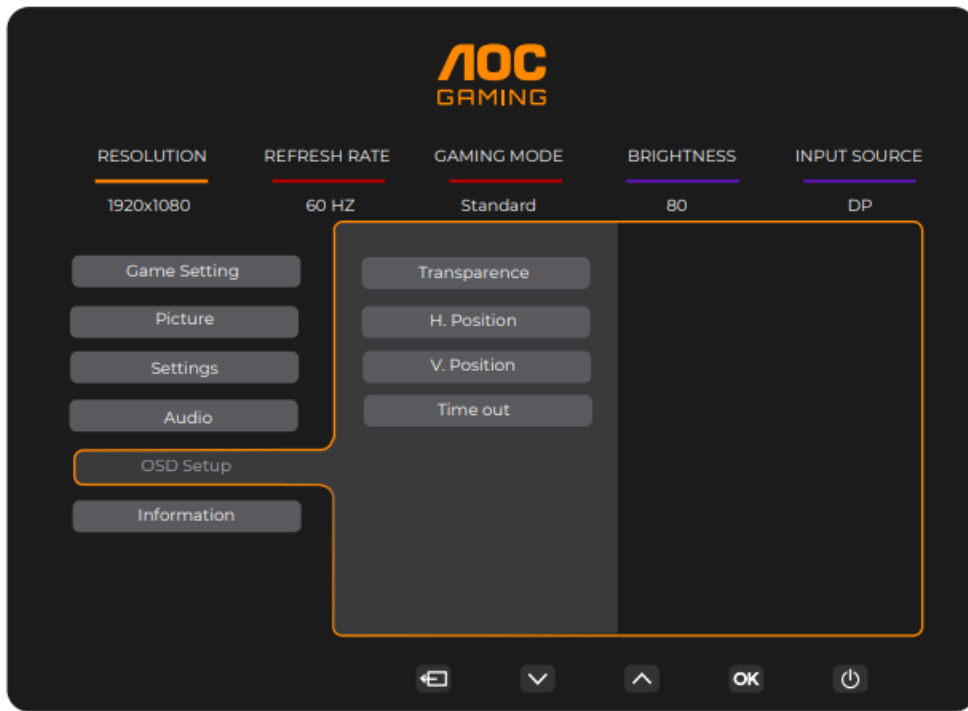 AOC
GAMING
RESOLUTION REFRESH RATE GAMING MODE BRIGHTNESS INPUT SOURCE
1920x1080 60 HZ Standard 80 DP
Game Setting
Picture
Settings
Audio
OSD Setup
Information
Transparence
H. Position
V. Position
Time out
OK